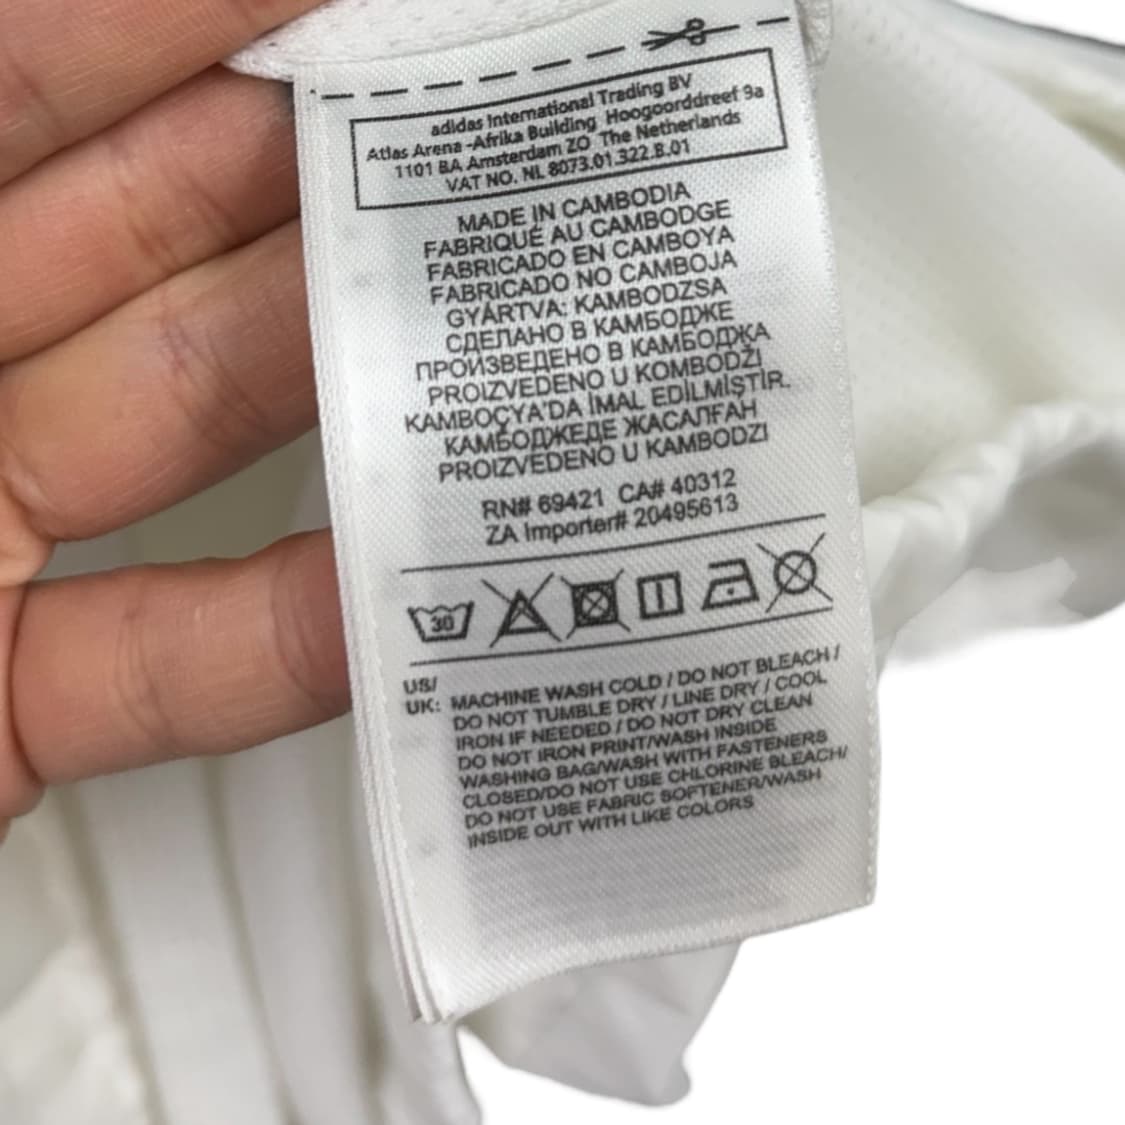 adidas International Trading BV
Atlas Arena -Afrika Building Hoogoorddreef 9a
1101 BA Amsterdam ZO The Netherlands
VAT NO. NL 8073.01.322.B.01
MADE IN CAMBODIA
FABRIQUÉ AU CAMBODGE
FABRICADO EN CAMBOYA
FABRICADO NO CAMBOJA
GYÁRTVA: KAMBODZSA
СДЕЛАНО В КАМБОДЖЕ
ПРОИЗВЕДЕНО В КАМБОДЖА
PROIZVEDENO U KOMBODŽI
KAMBOÇYA'DA İMAL EDİLMİŞTİR.
КАМБОДЖЕДЕ ЖАСАЛҒАН
PROIZVEDENO U KAMBODZI
RN# 69421 CA# 40312
ZA Importer# 20495613
30
US/
UK: MACHINE WASH COLD / DO NOT BLEACH /
DO NOT TUMBLE DRY / LINE DRY / COOL
IRON IF NEEDED / DO NOT DRY CLEAN
DO NOT IRON PRINT/WASH INSIDE
WASHING BAG/WASH WITH FASTENERS
CLOSED/DO NOT USE CHLORINE BLEACH/
DO NOT USE FABRIC SOFTENER/WASH
INSIDE OUT WITH LIKE COLORS